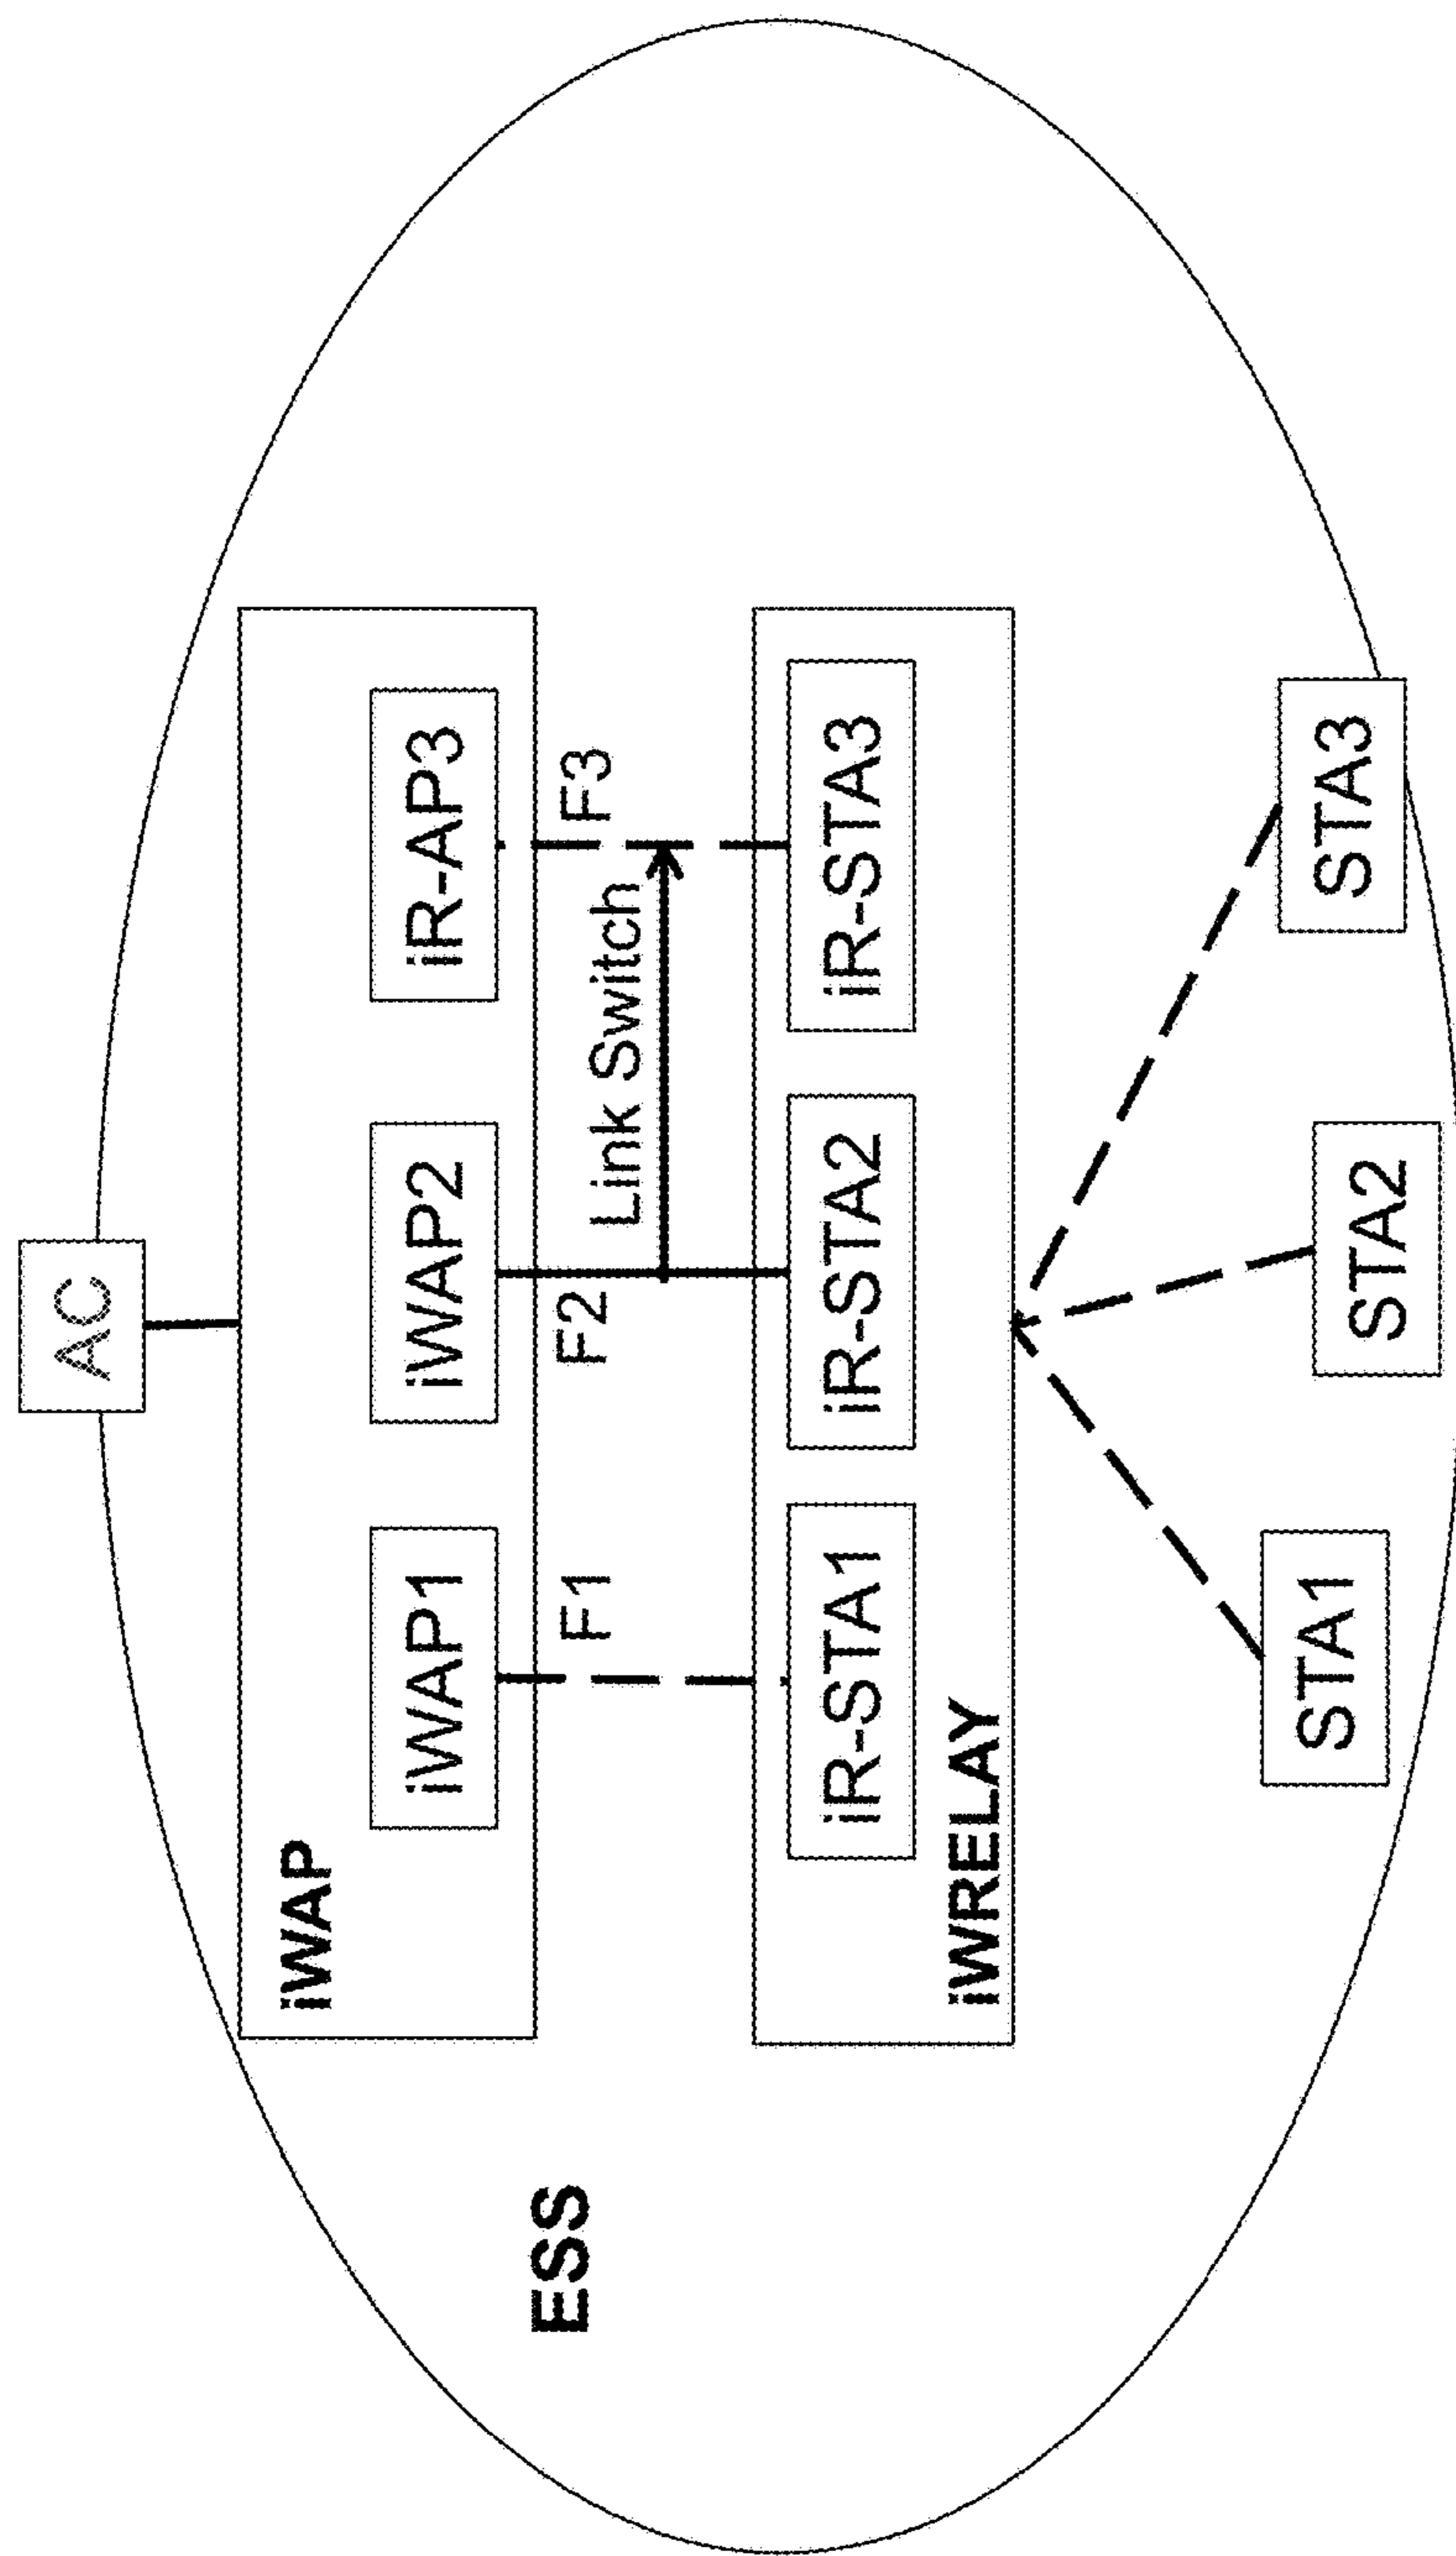 AC
iWAP
iWAP1
iWAP2
iR-AP3
ESS
F1
F2
Link Switch
F3
iR-STA1
iR-STA2
iR-STA3
iWRELAY
STA1
STA2
STA3